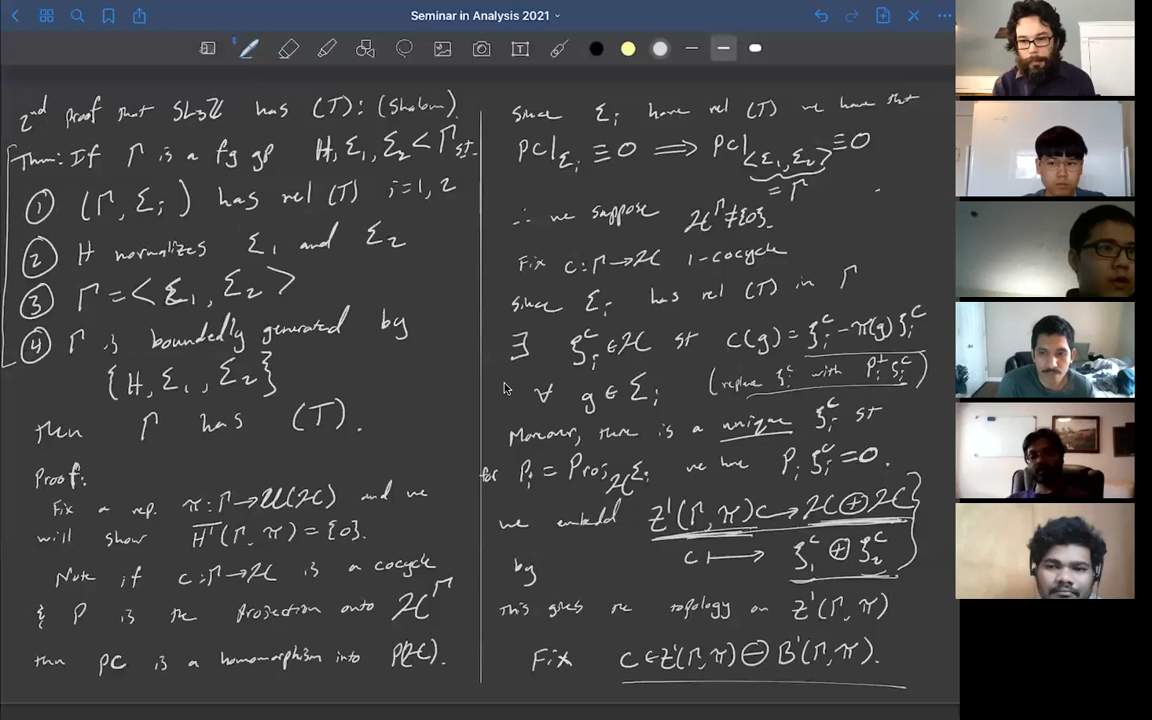 Seminar in Analysis 2021
2nd Proof that SL3ℤ has (T): (Shalom).
Thm: If Γ is a fg gp H, Σ1, Σ2 < Γ s.t.
① (Γ, Σi) has rel (T) i=1,2
② H normalizes Σ1 and Σ2
③ Γ = <Σ1, Σ2>
④ Γ is boundedly generated by
{H, Σ1, Σ2}
then Γ has (T).
Proof:
Fix a rep. π: Γ→U(H) and we
will show H̅¹(Γ, π) = {0}.
Note if c: Γ→H is a cocycle
& P is the projection onto H^Γ
then PC is a homomorphism into P(H).
Since Σi have rel (T) we have that
PC|Σi ≡ 0 ⟹ PC|<Σ1, Σ2> ≡ 0
= Γ
∴ we suppose H^Γ ≠ {0}.
Fix c: Γ→H 1-cocycle
Since Σi has rel (T) in Γ
∃ ξi^c ∈ H st c(g) = ξi^c − π(g) ξi^c
∀ g ∈ Σi (replace ξi^c with Pi^⊥ ξi^c)
Moreover, there is a unique ξi^c st
for Pi = Proj H^Σi we have Pi ξi^c = 0.
we embed Z¹(Γ, π) ↪ H ⊕ H
by c ⟼ ξ1^c ⊕ ξ2^c
This gives the topology on Z¹(Γ, π)
Fix c ∈ Z¹(Γ, π) ⊖ B¹(Γ, π).